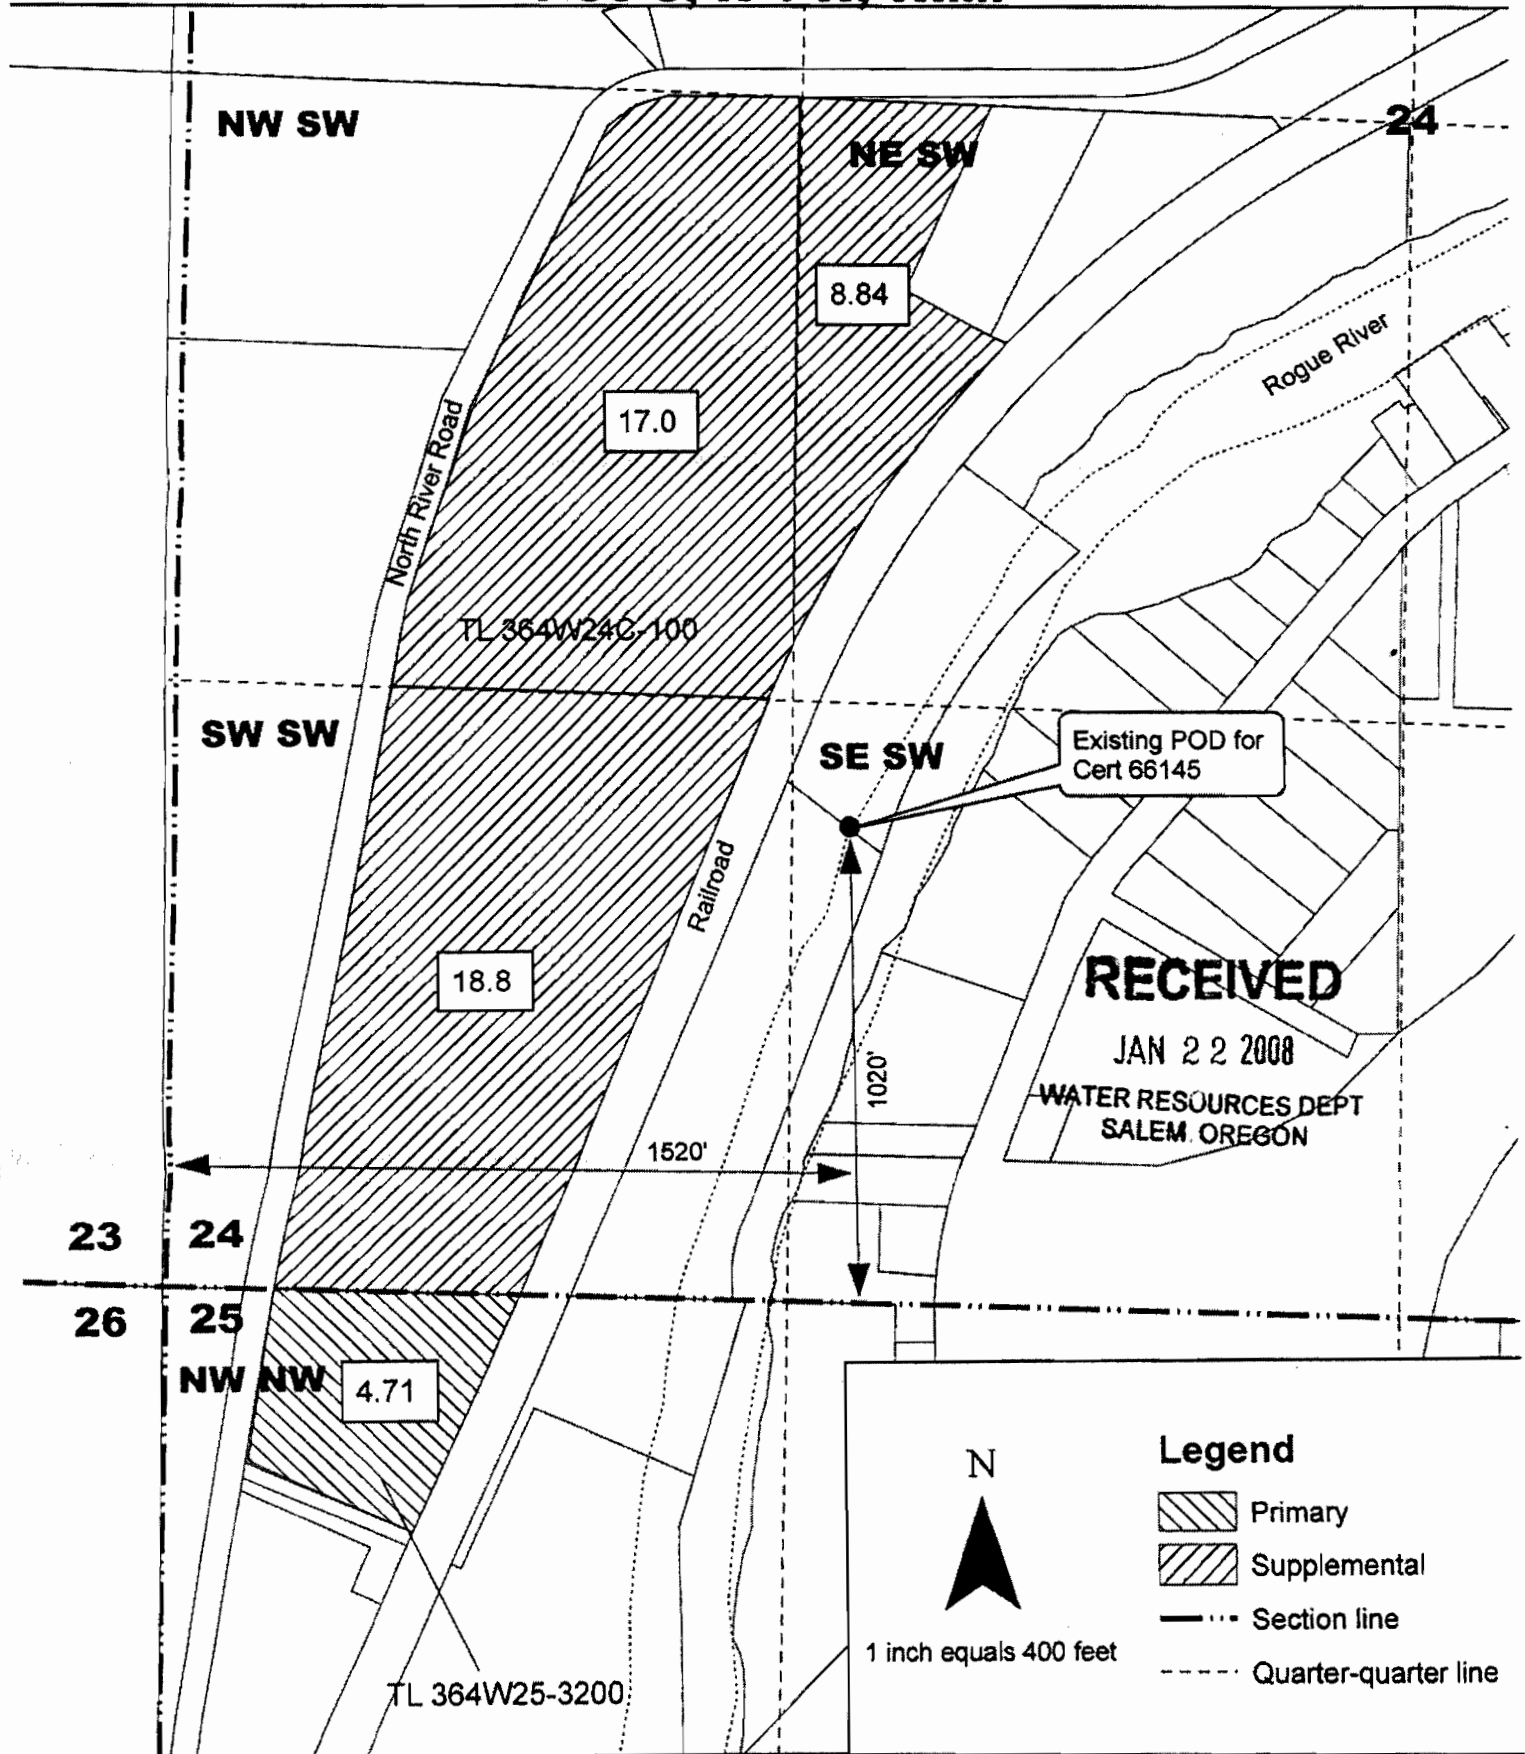 NW SW
24
NE SW
8.84
Rogue River
17.0
North River Road
TL 364W24C-100
SW SW
SE SW
Existing POD for
Cert 66145
Railroad
18.8
RECEIVED
JAN 22 2008
WATER RESOURCES DEPT
SALEM, OREGON
1020'
1520'
23
24
26
25
NW NW
4.71
Legend
N
Primary
Supplemental
Section line
1 inch equals 400 feet
Quarter-quarter line
TL 364W25-3200